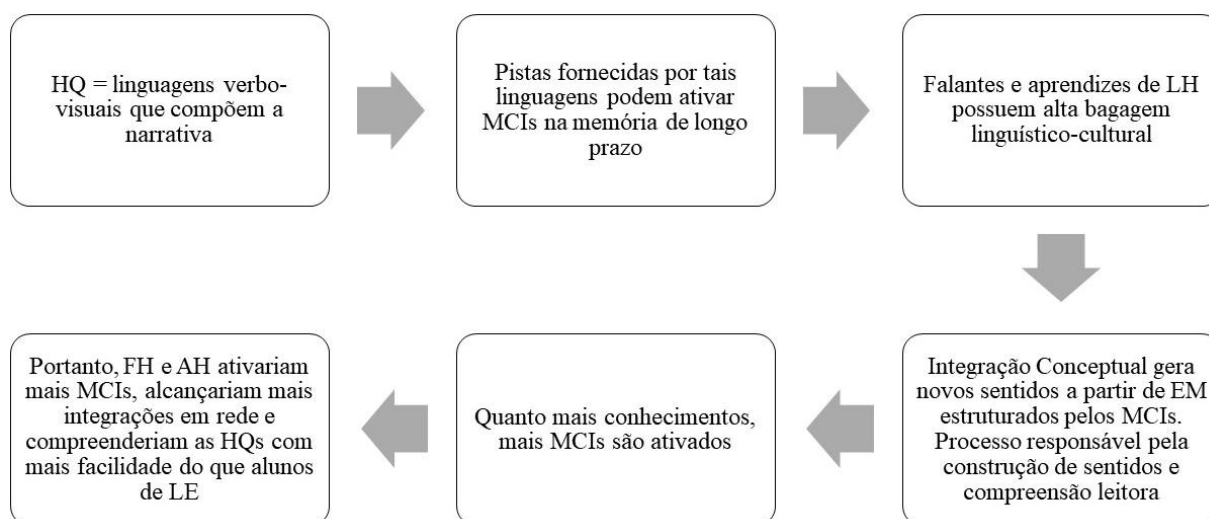 HQ = linguagens verbo-
visuais que compõem a
narrativa
Pistas fornecidas por tais
linguagens podem ativar
MCIs na memória de longo
prazo
Falantes e aprendizes de LH
possuem alta bagagem
linguístico-cultural
Integração Conceptual gera
novos sentidos a partir de EM
estruturados pelos MCIs.
Processo responsável pela
construção de sentidos e
compreensão leitora
Quanto mais conhecimentos,
mais MCIs são ativados
Portanto, FH e AH ativariam
mais MCIs, alcançariam mais
integrações em rede e
compreenderiam as HQs com
mais facilidade do que alunos
de LE